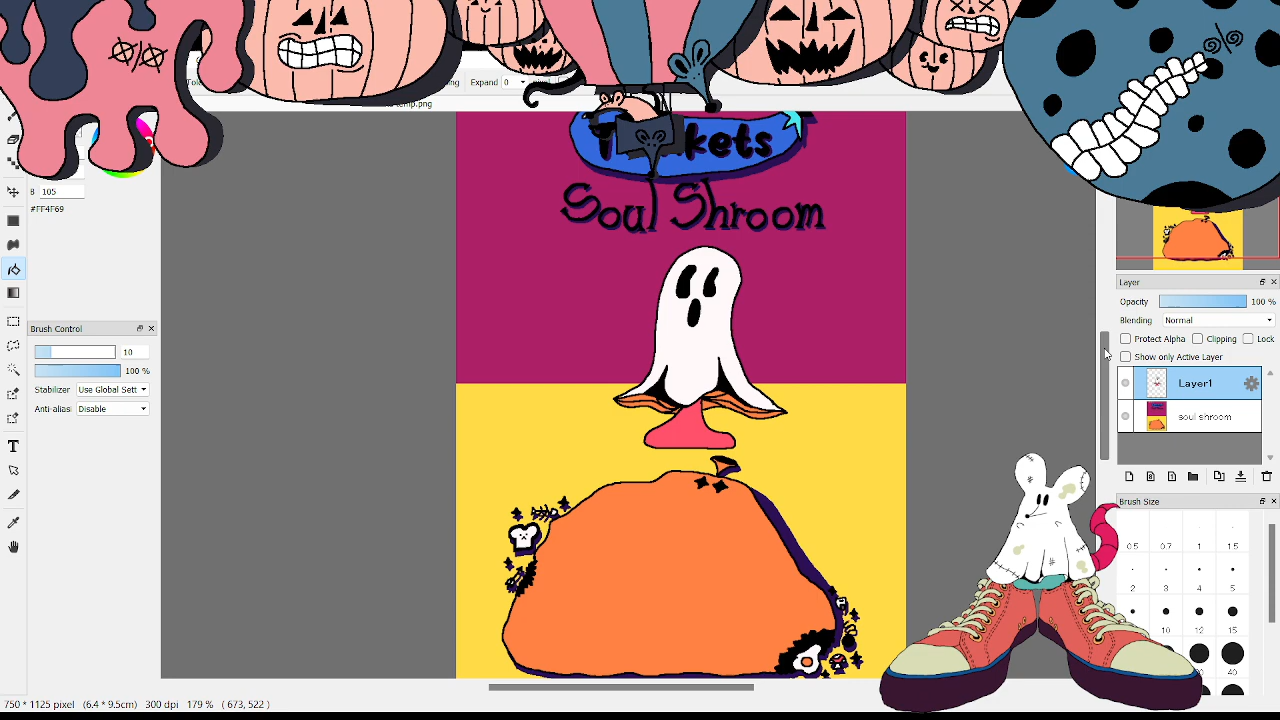 Expand 0
temp.png
B 105
#FF4F69
kets
Soul Shroom
Brush Control
10
100 %
Stabilizer Use Global Sett
Anti-alias Disable
Layer
Opacity 100 %
Blending Normal
Protect Alpha Clipping Lock
Show only Active Layer
Layer1
soul shroom
Brush Size
0.5 0.7 1 1.5
2 3 4 5
10 12 15
750 * 1125 pixel (6.4 * 9.5cm) 300 dpi 179 % ( 673, 522 )